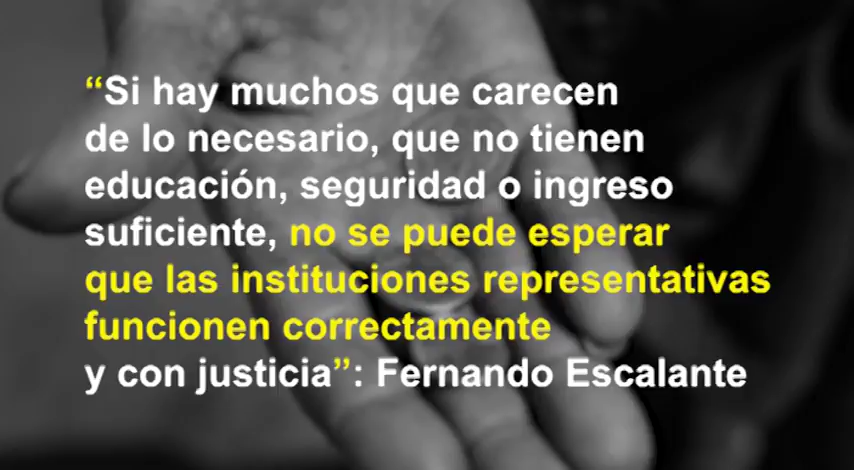 “Si hay muchos que carecen
de lo necesario, que no tienen
educación, seguridad o ingreso
suficiente, no se puede esperar
que las instituciones representativas
funcionen correctamente
y con justicia”: Fernando Escalante